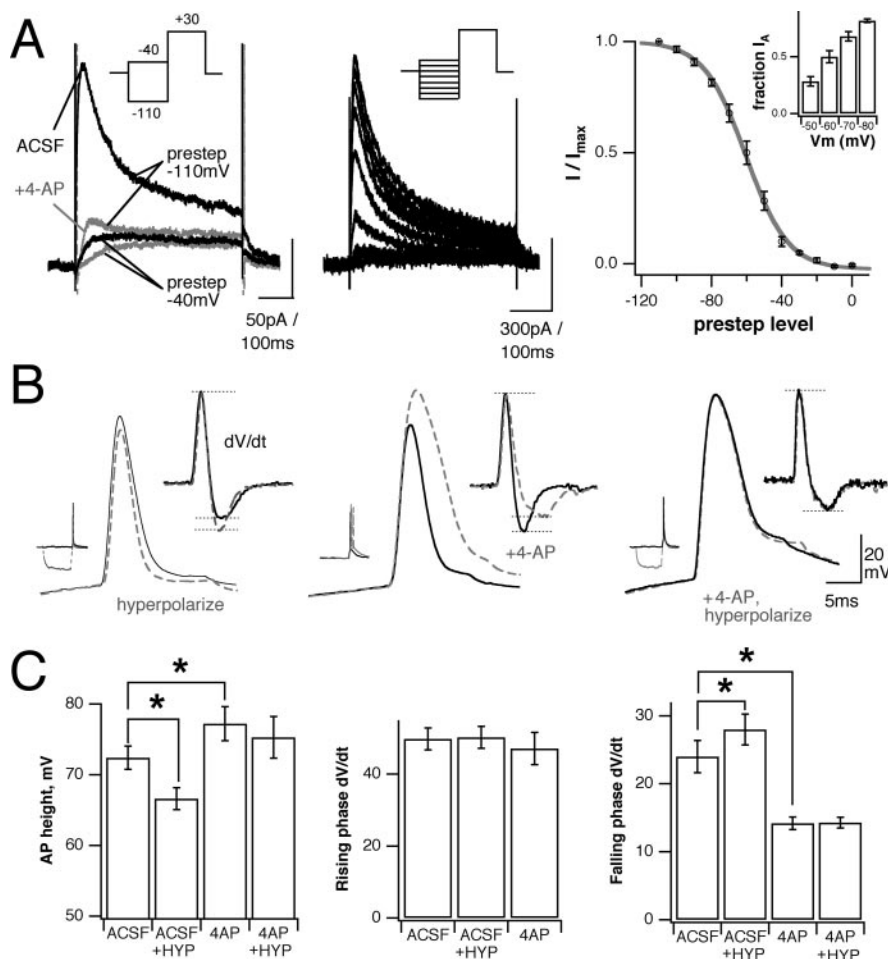 A
+30
-40
-110
ACSF
+4-AP
prestep
-110mV
prestep
-40mV
50pA /
100ms
300pA /
100ms
I / Imax
1.0
0.5
0.0
-120
-80
-40
0
prestep level
fraction IA
0.5
0.0
-50
-60
-70
-80
Vm (mV)
B
dV/dt
hyperpolarize
+4-AP
+4-AP,
hyperpolarize
20
mV
5ms
C
AP height, mV
80
70
60
50
*
*
ACSF
ACSF
+HYP
4AP
4AP
+HYP
Rising phase dV/dt
40
20
0
ACSF
ACSF
+HYP
4AP
Falling phase dV/dt
30
20
10
0
*
*
ACSF
ACSF
+HYP
4AP
4AP
+HYP